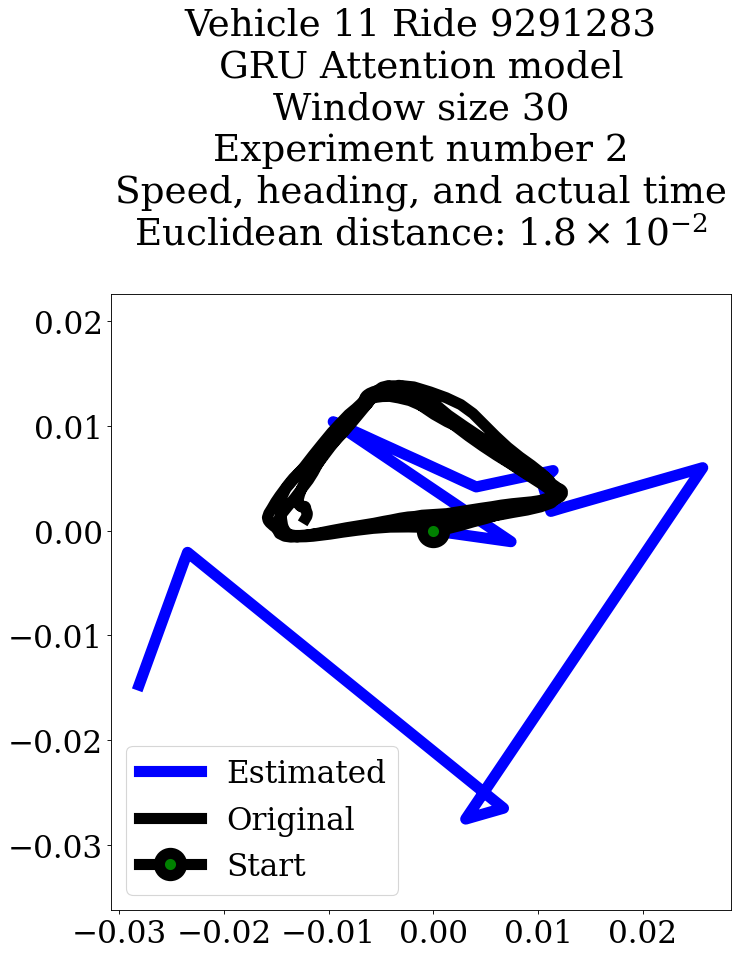 Vehicle 11 Ride 9291283
GRU Attention model
Window size 30
Experiment number 2
Speed, heading, and actual time
Euclidean distance: 1.8 × 10⁻²
0.02
0.01
0.00
−0.01
−0.02
−0.03
Estimated
Original
Start
−0.03 −0.02 −0.01 0.00 0.01 0.02